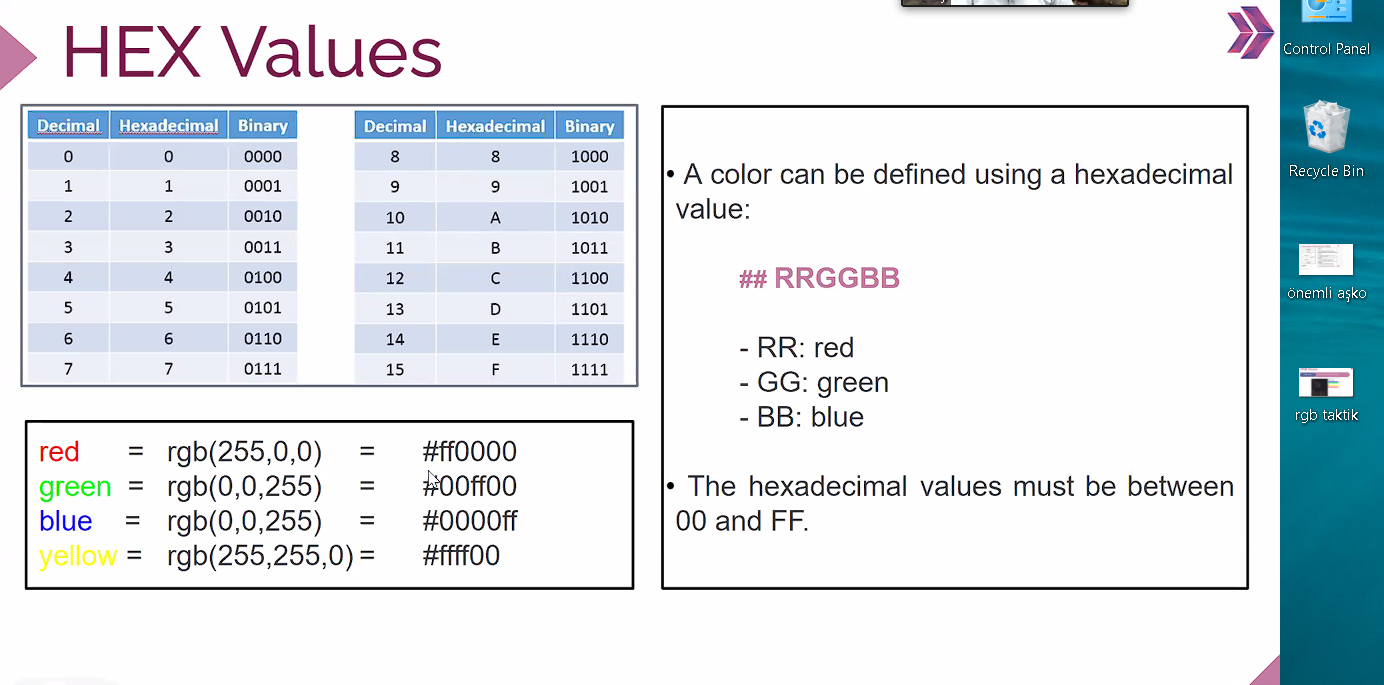 HEX Values
Decimal Hexadecimal Binary
0 0 0000
1 1 0001
2 2 0010
3 3 0011
4 4 0100
5 5 0101
6 6 0110
7 7 0111
Decimal Hexadecimal Binary
8 8 1000
9 9 1001
10 A 1010
11 B 1011
12 C 1100
13 D 1101
14 E 1110
15 F 1111
red = rgb(255,0,0) = #ff0000
green = rgb(0,0,255) = #00ff00
blue = rgb(0,0,255) = #0000ff
yellow = rgb(255,255,0) = #ffff00
• A color can be defined using a hexadecimal
value:
## RRGGBB
- RR: red
- GG: green
- BB: blue
• The hexadecimal values must be between
00 and FF.
Control Panel
Recycle Bin
önemli aşko
rgb taktik